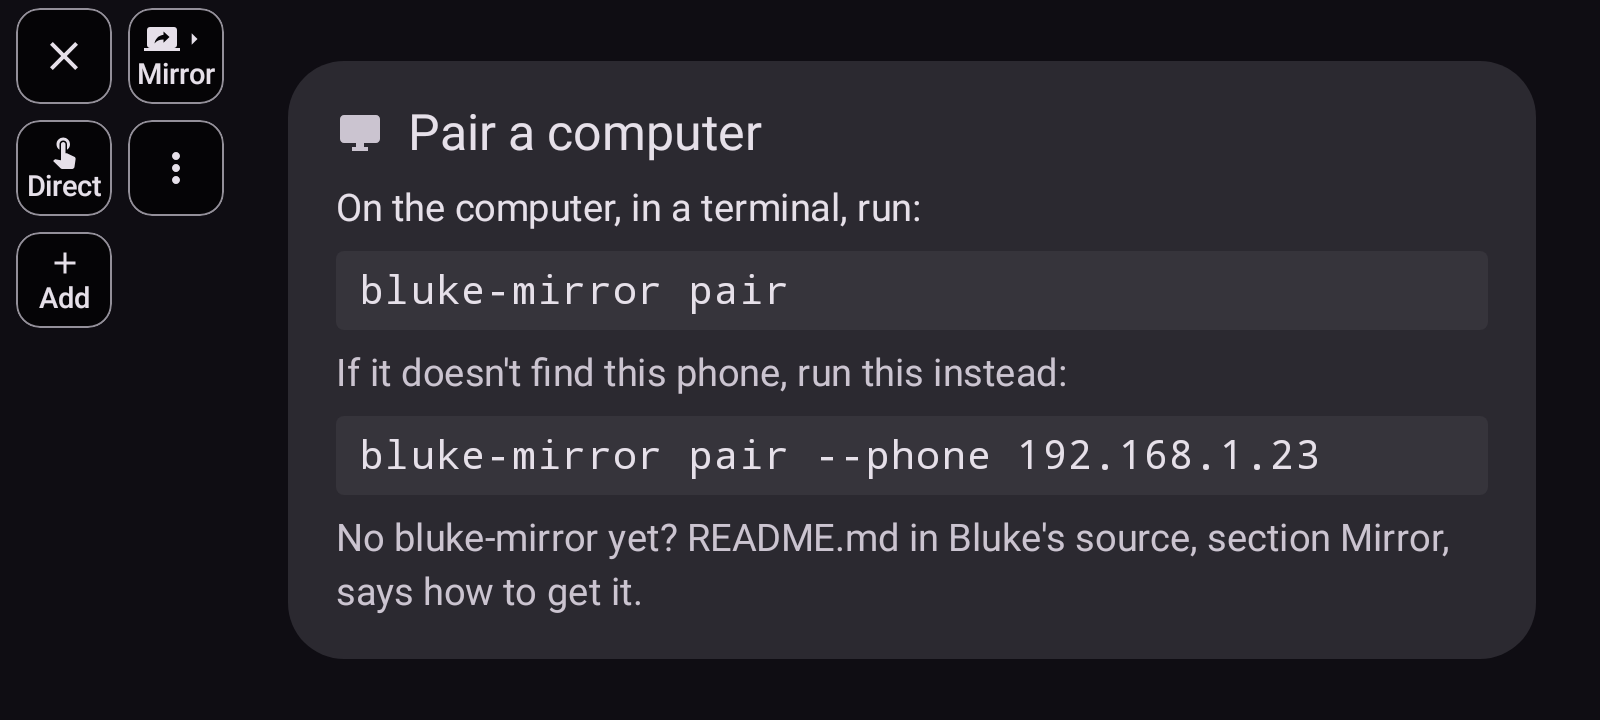 Mirror
Direct
Add
Pair a computer
On the computer, in a terminal, run:
bluke-mirror pair
If it doesn't find this phone, run this instead:
bluke-mirror pair --phone 192.168.1.23
No bluke-mirror yet? README.md in Bluke's source, section Mirror,
says how to get it.